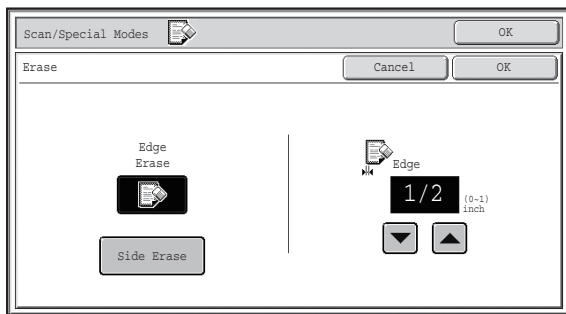 Scan/Special Modes
OK
Erase
Cancel
OK
Edge
Erase
Side Erase
Edge
1/2
(0~1)
inch